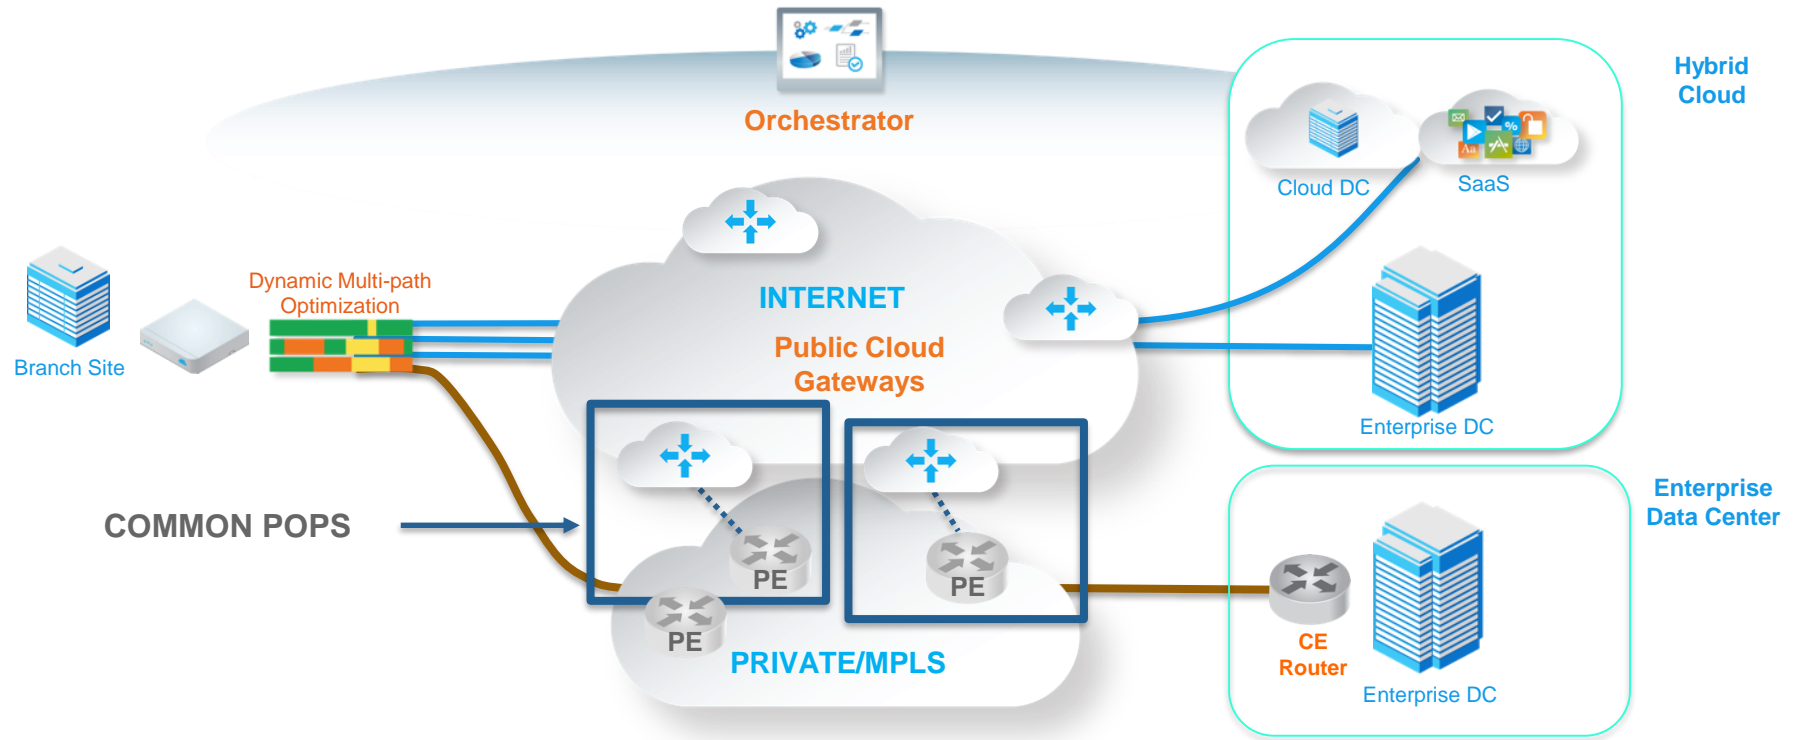 Orchestrator
Hybrid
Cloud
Aa
%
Cloud DC
SaaS
Dynamic Multi-path
Optimization
Branch Site
INTERNET
Public Cloud
Gateways
Enterprise DC
COMMON POPS
PE
PE
PE
PRIVATE/MPLS
Enterprise
Data Center
CE
Router
Enterprise DC